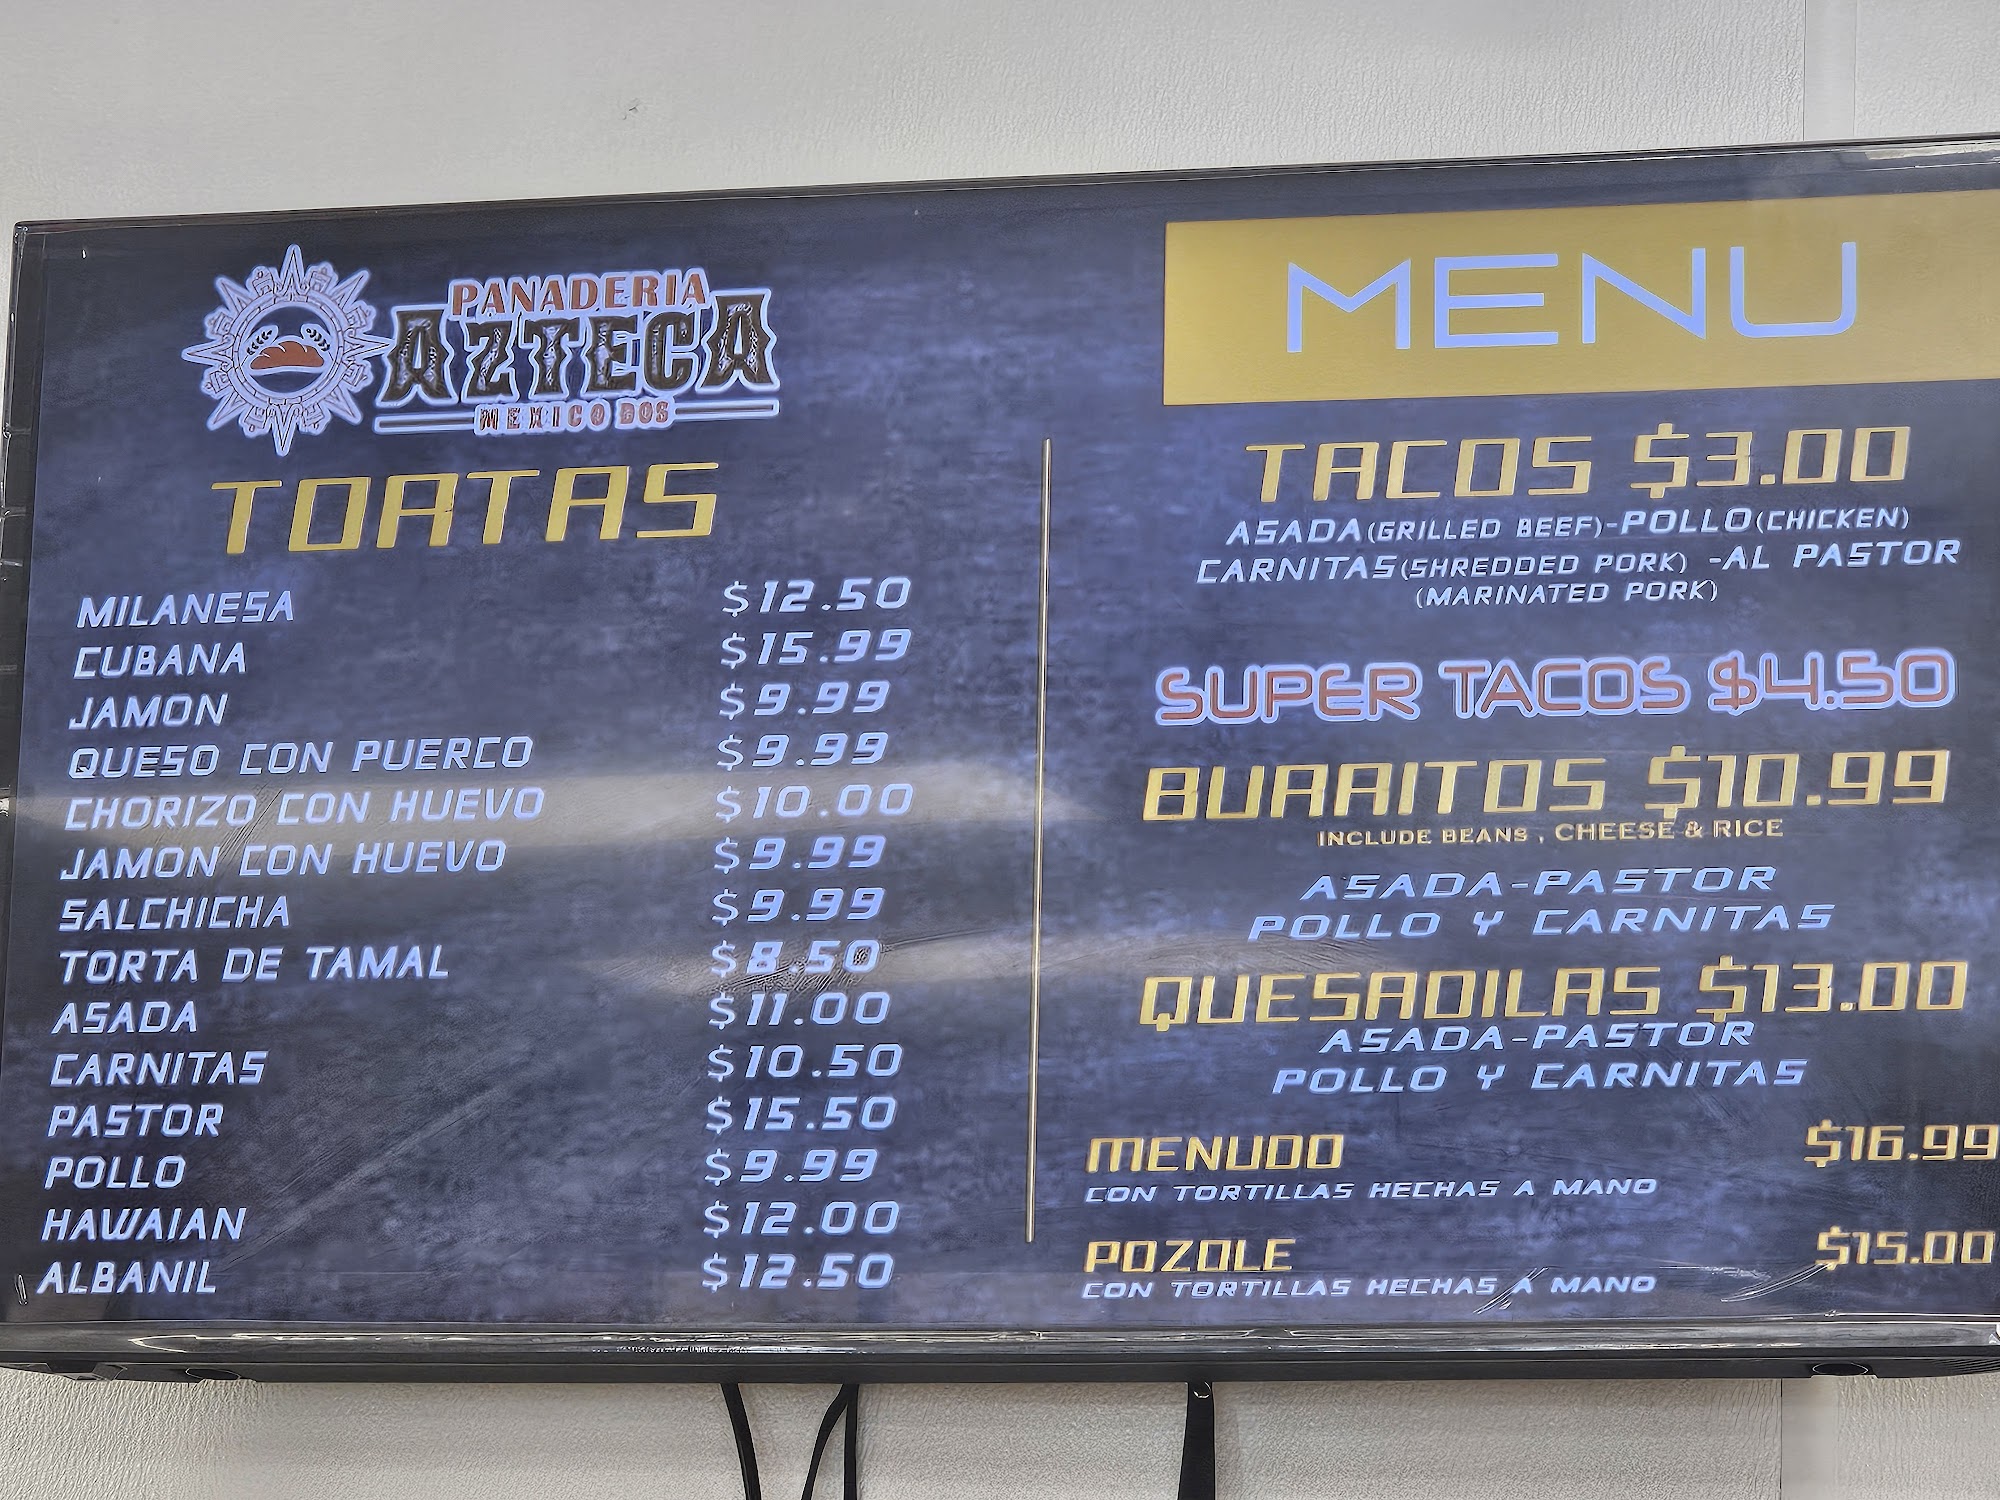 PANADERIA
AZTECA
MEXICO DOS
TORTAS
MILANESA $12.50
CUBANA $15.99
JAMON $9.99
QUESO CON PUERCO $9.99
CHORIZO CON HUEVO $10.00
JAMON CON HUEVO $9.99
SALCHICHA $9.99
TORTA DE TAMAL $8.50
ASADA $11.00
CARNITAS $10.50
PASTOR $15.50
POLLO $9.99
HAWAIAN $12.00
ALBANIL $12.50
MENU
TACOS $3.00
ASADA(GRILLED BEEF)-POLLO(CHICKEN)
CARNITAS(SHREDDED PORK) -AL PASTOR
(MARINATED PORK)
SUPER TACOS $4.50
BURRITOS $10.99
INCLUDE BEANS , CHEESE & RICE
ASADA-PASTOR
POLLO Y CARNITAS
QUESADILAS $13.00
ASADA-PASTOR
POLLO Y CARNITAS
MENUDO $16.99
CON TORTILLAS HECHAS A MANO
POZOLE $15.00
CON TORTILLAS HECHAS A MANO